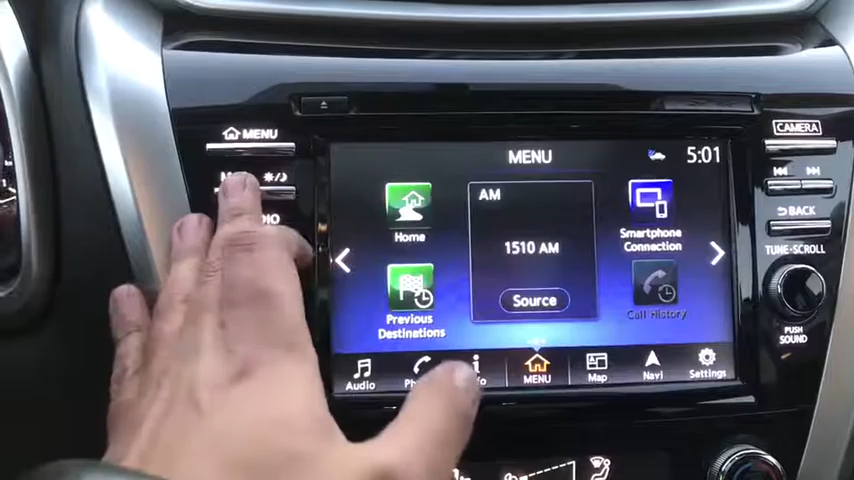 MENU
CAMERA
MENU
5:01
AM
Home
1510 AM
Smartphone
Connection
BACK
TUNE·SCROLL
Source
Previous
Destinations
Call History
PUSH
SOUND
Audio
MENU
Map
Navi
Settings